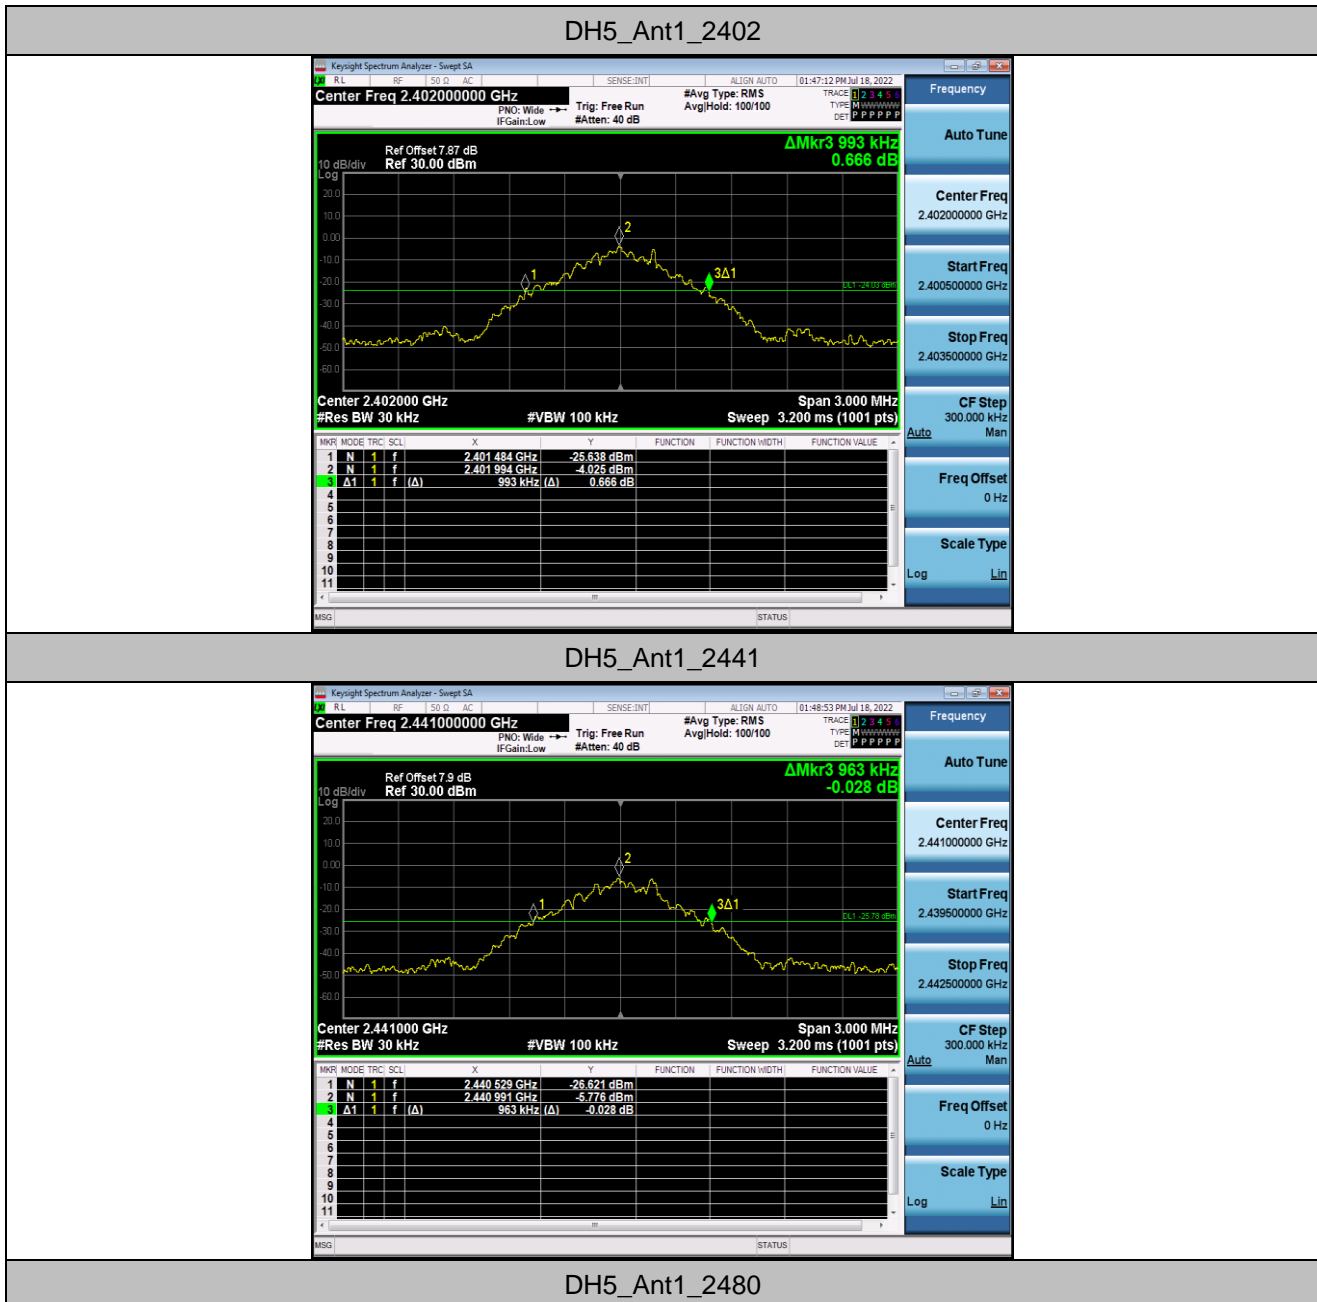 DH5_Ant1_2402
Keysight Spectrum Analyzer - Swept SA
RL RF 50 Ω AC SENSE:INT ALIGN AUTO 01:47:12 PM Jul 18, 2022
Center Freq 2.402000000 GHz
PNO: Wide
IFGain:Low
Trig: Free Run
#Atten: 40 dB
#Avg Type: RMS
Avg|Hold: 100/100
TRACE 1 2 3 4 5 6
TYPE M W W W W W
DET P P P P P P
Frequency
Auto Tune
Center Freq
2.402000000 GHz
Start Freq
2.400500000 GHz
Stop Freq
2.403500000 GHz
CF Step
300.000 kHz
Auto Man
Freq Offset
0 Hz
Scale Type
Log Lin
ΔMkr3 993 kHz
0.666 dB
Ref Offset 7.87 dB
10 dB/div Ref 30.00 dBm
Log
20.0
10.0
0.00
-10.0
-20.0
-30.0
-40.0
-50.0
-60.0
1
2
3Δ1
DL1 -24.03 dBm
Center 2.402000 GHz Span 3.000 MHz
#Res BW 30 kHz #VBW 100 kHz Sweep 3.200 ms (1001 pts)
MKR MODE TRC SCL X Y FUNCTION FUNCTION WIDTH FUNCTION VALUE
1 N 1 f 2.401 484 GHz -25.638 dBm
2 N 1 f 2.401 994 GHz -4.025 dBm
3 Δ1 1 f (Δ) 993 kHz (Δ) 0.666 dB
4
5
6
7
8
9
10
11
MSG STATUS
DH5_Ant1_2441
Keysight Spectrum Analyzer - Swept SA
RL RF 50 Ω AC SENSE:INT ALIGN AUTO 01:48:53 PM Jul 18, 2022
Center Freq 2.441000000 GHz
PNO: Wide
IFGain:Low
Trig: Free Run
#Atten: 40 dB
#Avg Type: RMS
Avg|Hold: 100/100
TRACE 1 2 3 4 5 6
TYPE M W W W W W
DET P P P P P P
Frequency
Auto Tune
Center Freq
2.441000000 GHz
Start Freq
2.439500000 GHz
Stop Freq
2.442500000 GHz
CF Step
300.000 kHz
Auto Man
Freq Offset
0 Hz
Scale Type
Log Lin
ΔMkr3 963 kHz
-0.028 dB
Ref Offset 7.9 dB
10 dB/div Ref 30.00 dBm
Log
20.0
10.0
0.00
-10.0
-20.0
-30.0
-40.0
-50.0
-60.0
1
2
3Δ1
DL1 -25.78 dBm
Center 2.441000 GHz Span 3.000 MHz
#Res BW 30 kHz #VBW 100 kHz Sweep 3.200 ms (1001 pts)
MKR MODE TRC SCL X Y FUNCTION FUNCTION WIDTH FUNCTION VALUE
1 N 1 f 2.440 529 GHz -26.621 dBm
2 N 1 f 2.440 991 GHz -5.776 dBm
3 Δ1 1 f (Δ) 963 kHz (Δ) -0.028 dB
4
5
6
7
8
9
10
11
MSG STATUS
DH5_Ant1_2480